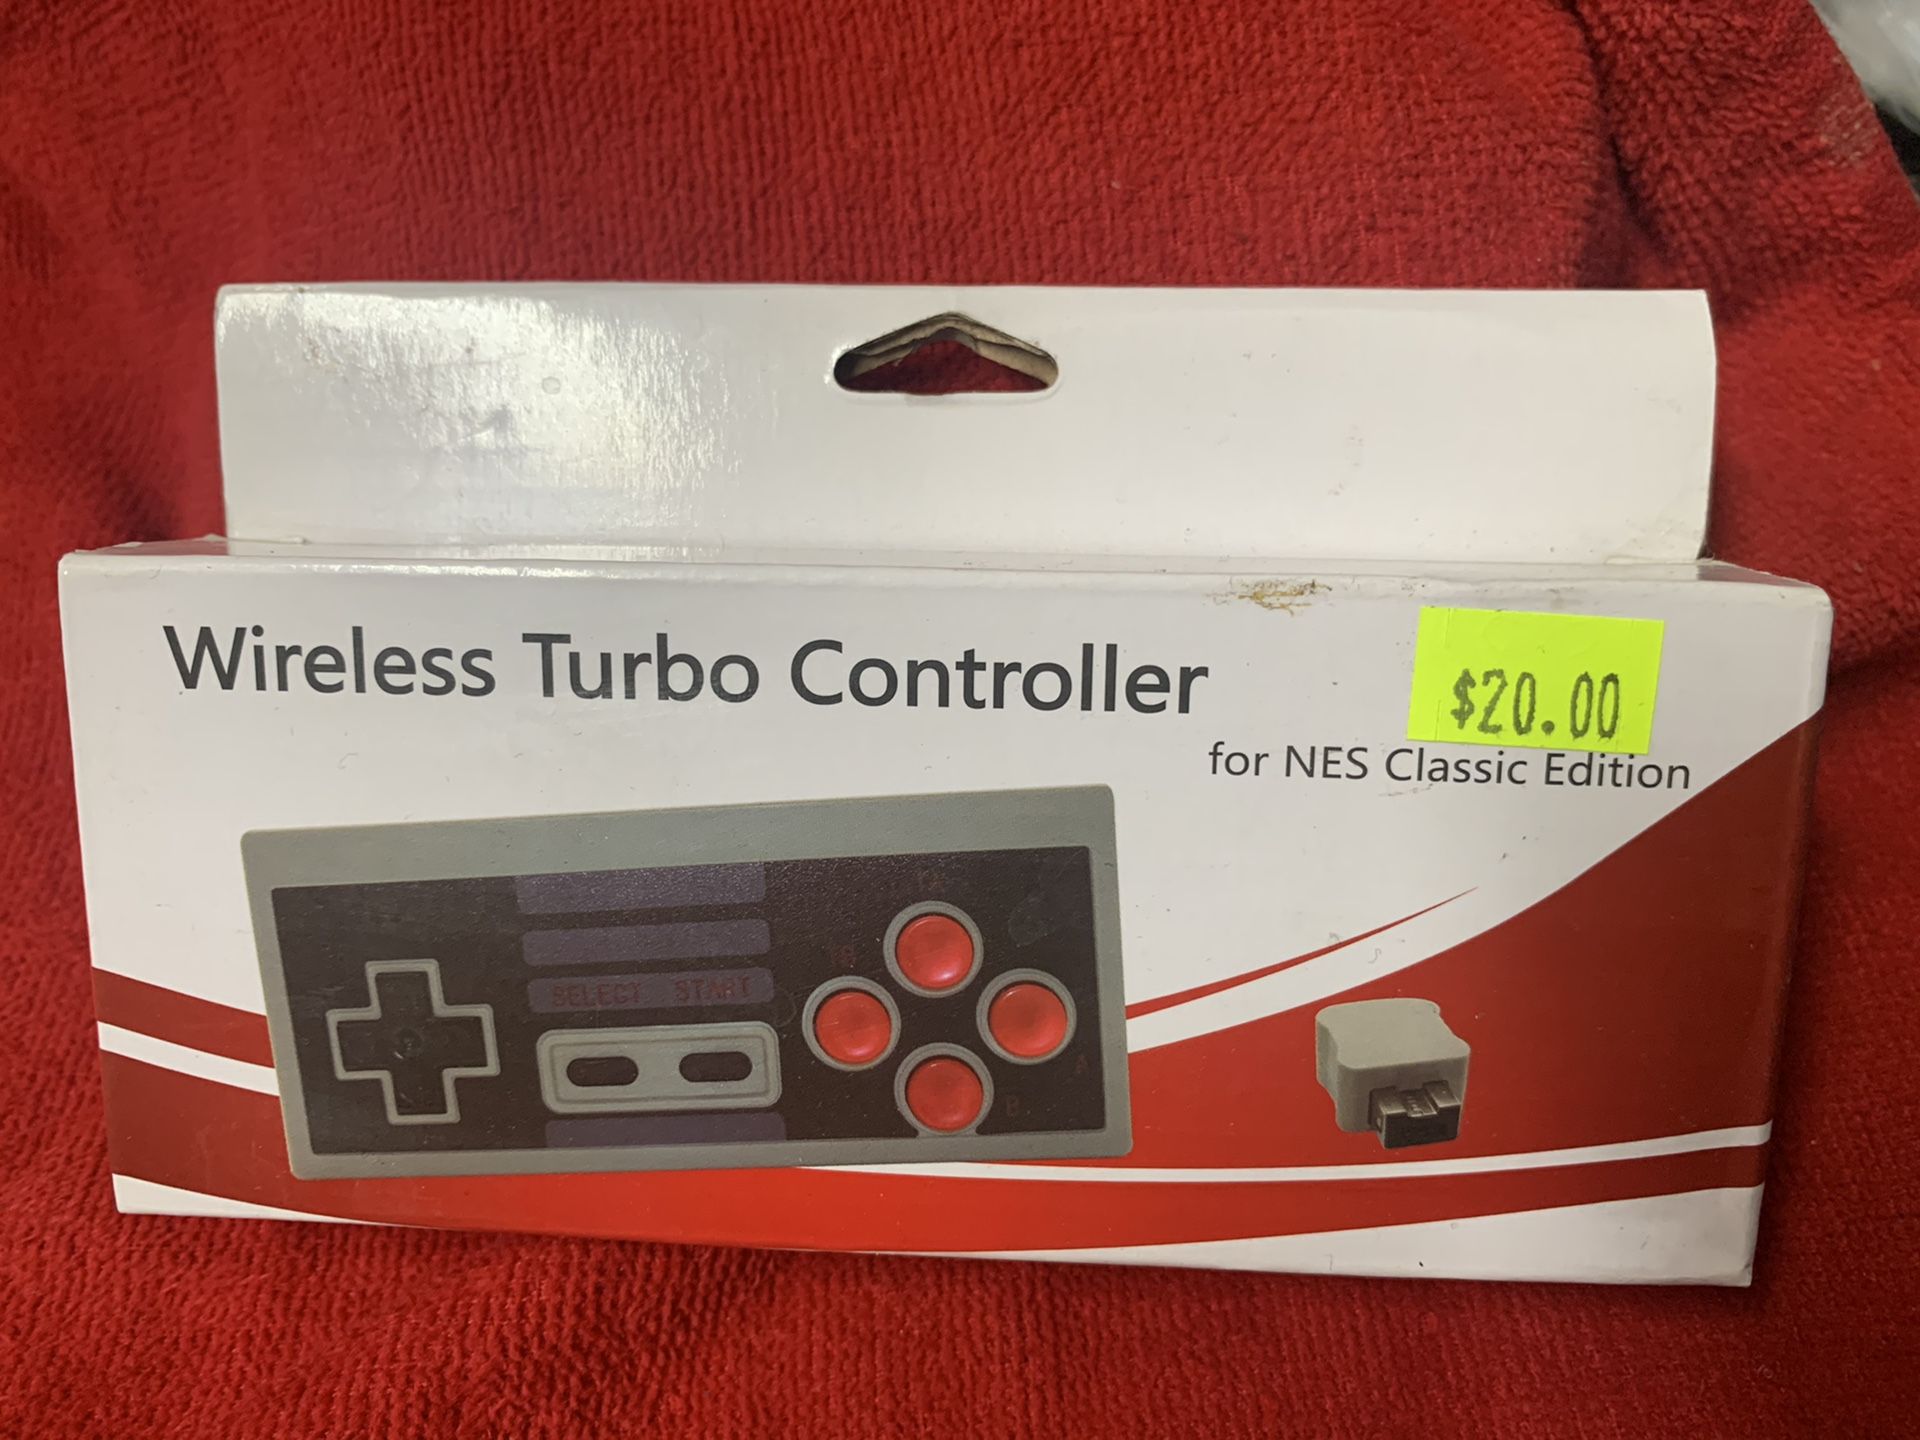 Wireless Turbo Controller
$20.00
for NES Classic Edition
SELECT START
A
B